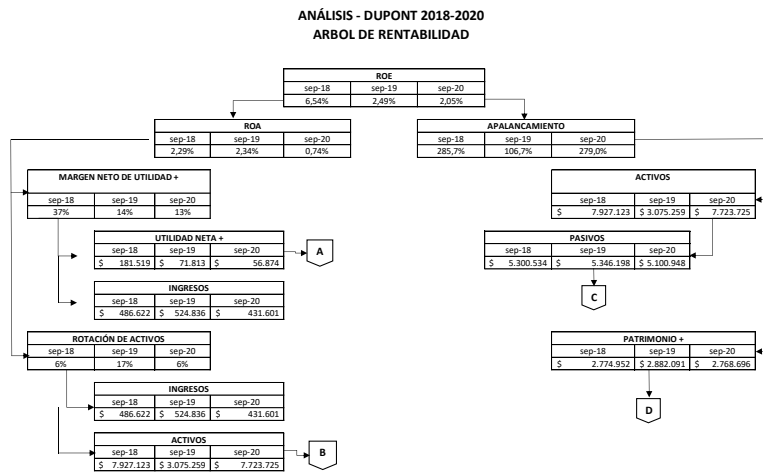 ANÁLISIS - DUPONT 2018-2020
ARBOL DE RENTABILIDAD
ROE
sep-18 sep-19 sep-20
6,54% 2,49% 2,05%
ROA
sep-18 sep-19 sep-20
2,29% 2,34% 0,74%
APALANCAMIENTO
sep-18 sep-19 sep-20
285,7% 106,7% 279,0%
MARGEN NETO DE UTILIDAD +
sep-18 sep-19 sep-20
37% 14% 13%
ACTIVOS
sep-18 sep-19 sep-20
$ 7.927.123 $ 3.075.259 $ 7.723.725
UTILIDAD NETA +
sep-18 sep-19 sep-20
$ 181.519 $ 71.813 $ 56.874
A
PASIVOS
sep-18 sep-19 sep-20
$ 5.300.534 $ 5.346.198 $ 5.100.948
C
INGRESOS
sep-18 sep-19 sep-20
$ 486.622 $ 524.836 $ 431.601
ROTACIÓN DE ACTIVOS
sep-18 sep-19 sep-20
6% 17% 6%
PATRIMONIO +
sep-18 sep-19 sep-20
$ 2.774.952 $ 2.882.091 $ 2.768.696
D
INGRESOS
sep-18 sep-19 sep-20
$ 486.622 $ 524.836 $ 431.601
ACTIVOS
sep-18 sep-19 sep-20
$ 7.927.123 $ 3.075.259 $ 7.723.725
B